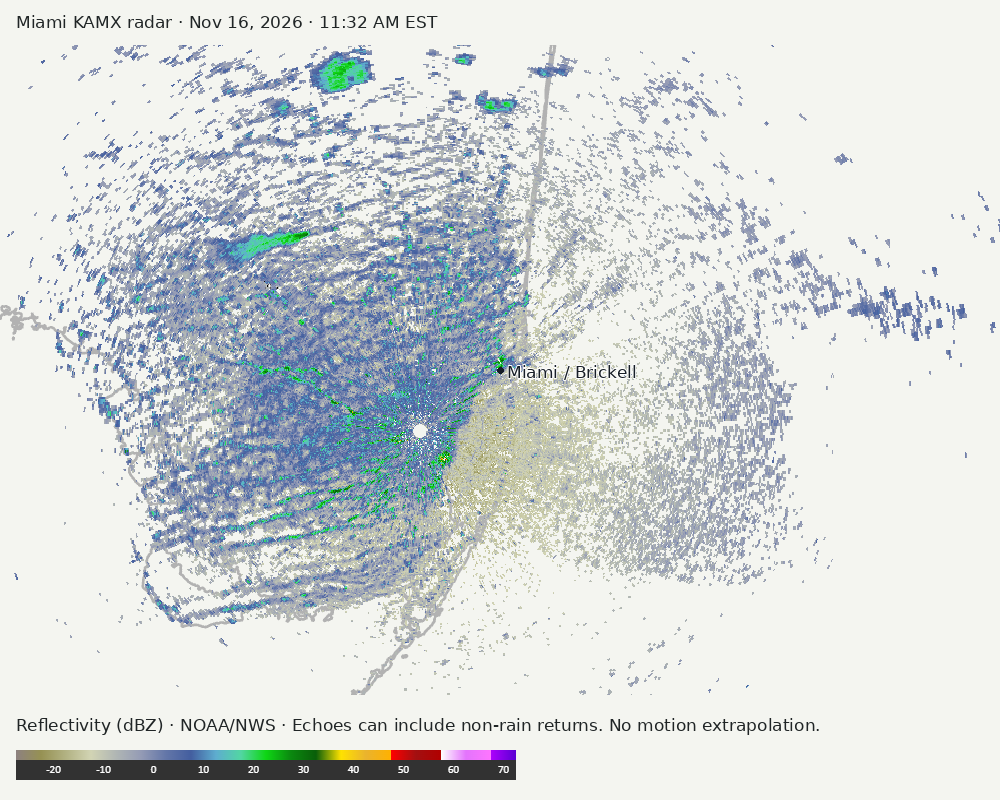 Miami KAMX radar · Nov 16, 2026 · 11:32 AM EST
Miami / Brickell
Reflectivity (dBZ) · NOAA/NWS · Echoes can include non-rain returns. No motion extrapolation.
-20 -10 0 10 20 30 40 50 60 70